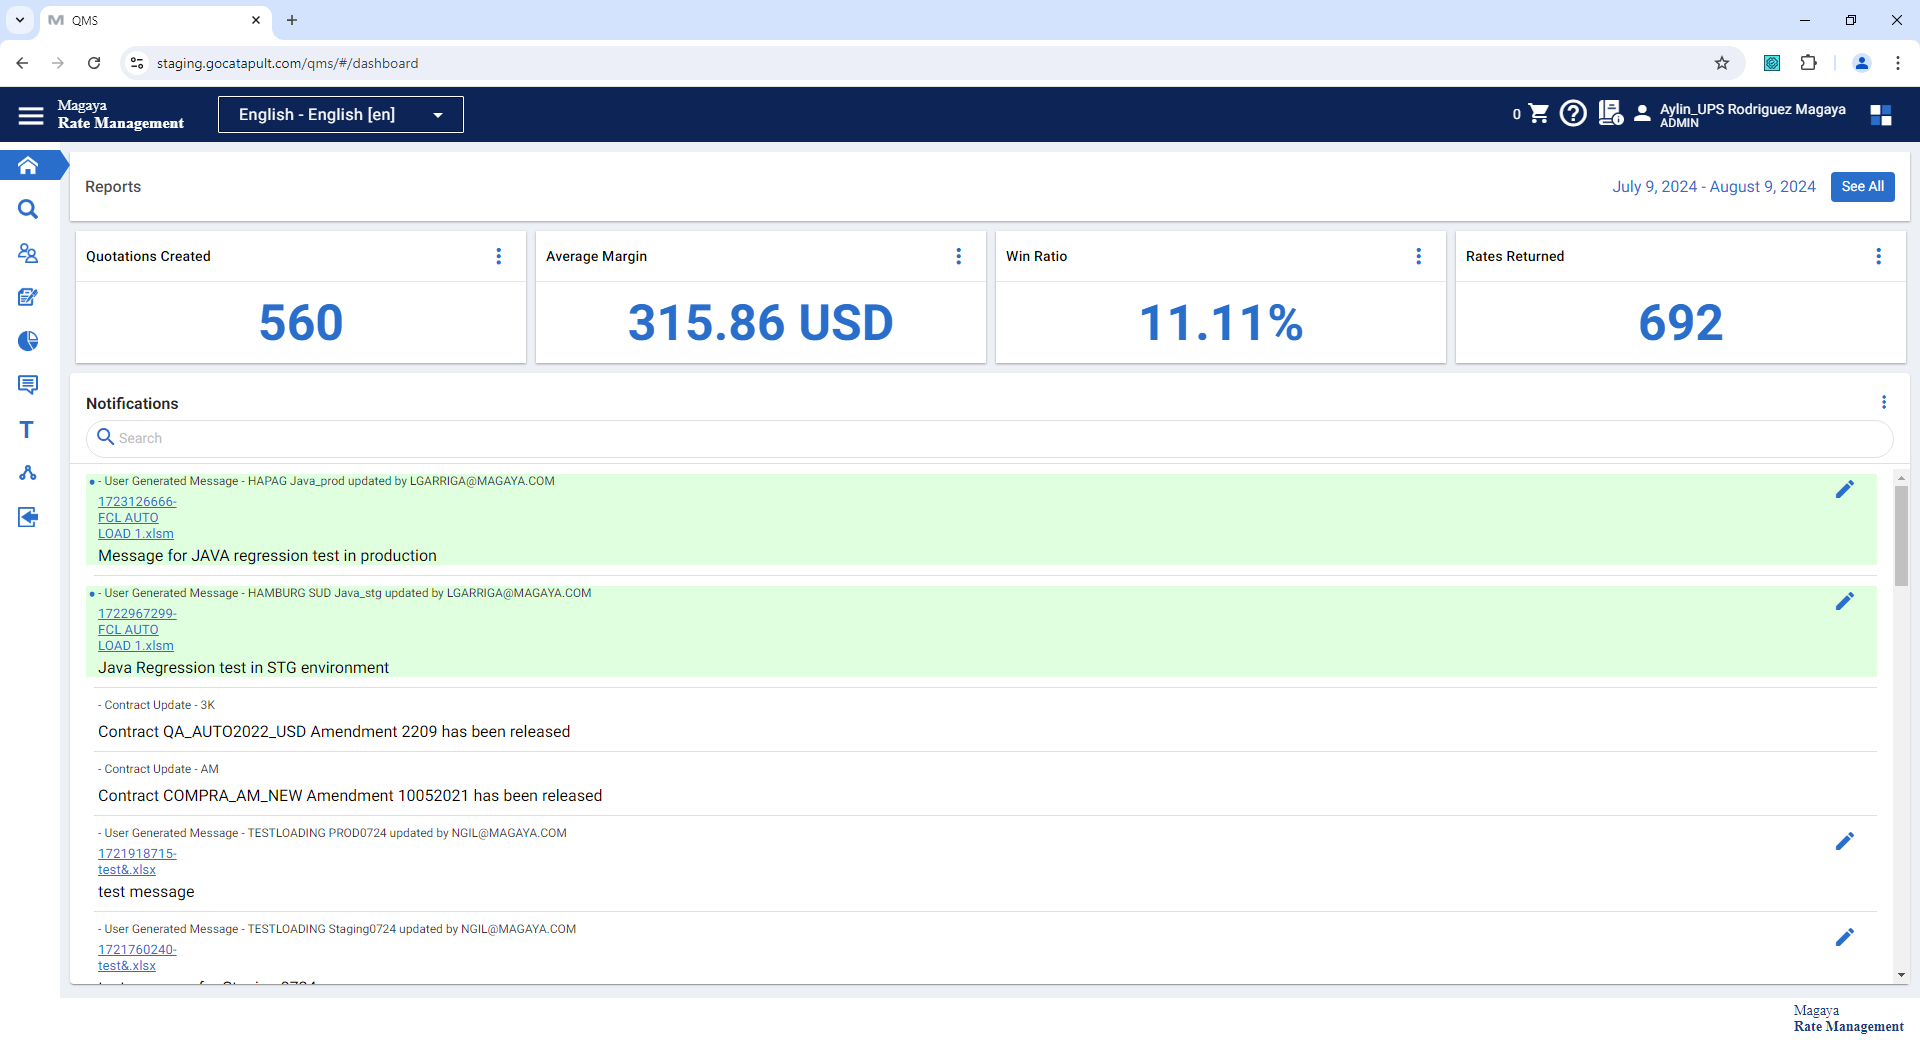 QMS
staging.gocatapult.com/qms/#/dashboard
Magaya
Rate Management
English - English [en]
0
Aylin_UPS Rodriguez Magaya
ADMIN
Reports
July 9, 2024 - August 9, 2024
See All
Quotations Created
560
Average Margin
315.86 USD
Win Ratio
11.11%
Rates Returned
692
Notifications
Search
- User Generated Message - HAPAG Java_prod updated by LGARRIGA@MAGAYA.COM
1723126666-
FCL AUTO
LOAD 1.xlsm
Message for JAVA regression test in production
- User Generated Message - HAMBURG SUD Java_stg updated by LGARRIGA@MAGAYA.COM
1722967299-
FCL AUTO
LOAD 1.xlsm
Java Regression test in STG environment
- Contract Update - 3K
Contract QA_AUTO2022_USD Amendment 2209 has been released
- Contract Update - AM
Contract COMPRA_AM_NEW Amendment 10052021 has been released
- User Generated Message - TESTLOADING PROD0724 updated by NGIL@MAGAYA.COM
1721918715-
test&.xlsx
test message
- User Generated Message - TESTLOADING Staging0724 updated by NGIL@MAGAYA.COM
1721760240-
test&.xlsx
Magaya
Rate Management